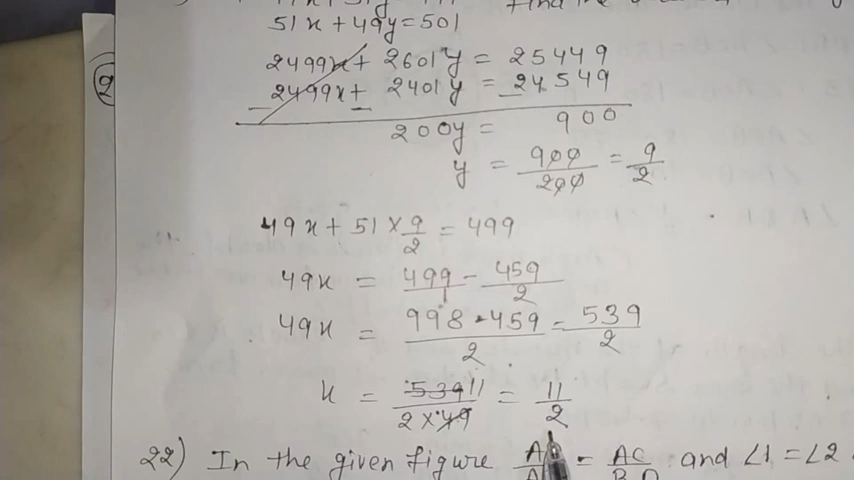 51x + 49y = 501
2499x + 2601y = 25449
2499x + 2401y = 24549
200y = 900
y = 900/200 = 9/2
49x + 51 × 9/2 = 499
49x = 499/1 - 459/2
49x = 998 - 459/2 = 539/2
x = 539 11/2 × 49 = 11/2
22) In the given figure = AC and ∠1 = ∠2